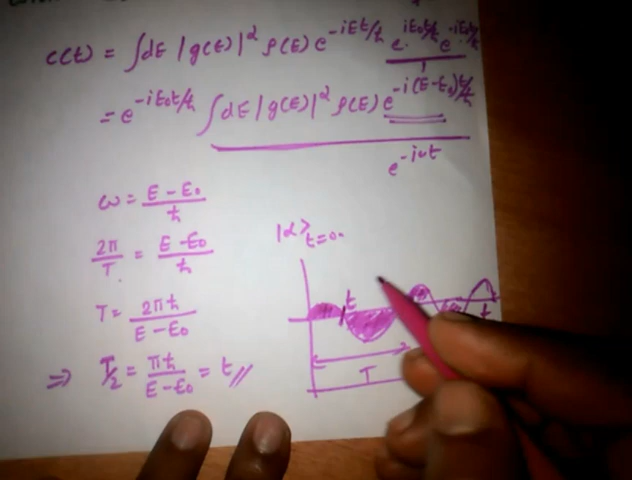 c(t) = ∫dE |g(E)|² ρ(E) e^{-iEt/ħ} e^{iE₀t/ħ} e^{-iE₀t/ħ}
= e^{-iE₀t/ħ} ∫dE |g(E)|² ρ(E) e^{-i(E-E₀)t/ħ}
e^{-iωt}
ω = E - E₀ / ħ
2π / T = E - E₀ / ħ
T = 2πħ / E - E₀
⇒ T/2 = πħ / E - E₀ = t //
|α⟩ t=0.
t
t
T